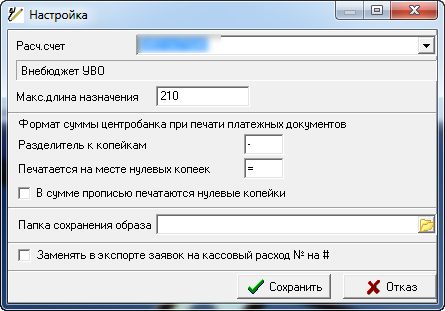 Настройка
Расч.счет
Внебюджет УВО
Макс.длина назначения 210
Формат суммы центробанка при печати платежных документов
Разделитель к копейкам -
Печатается на месте нулевых копеек =
В сумме прописью печатаются нулевые копейки
Папка сохранения образа
Заменять в экспорте заявок на кассовый расход № на #
Сохранить Отказ